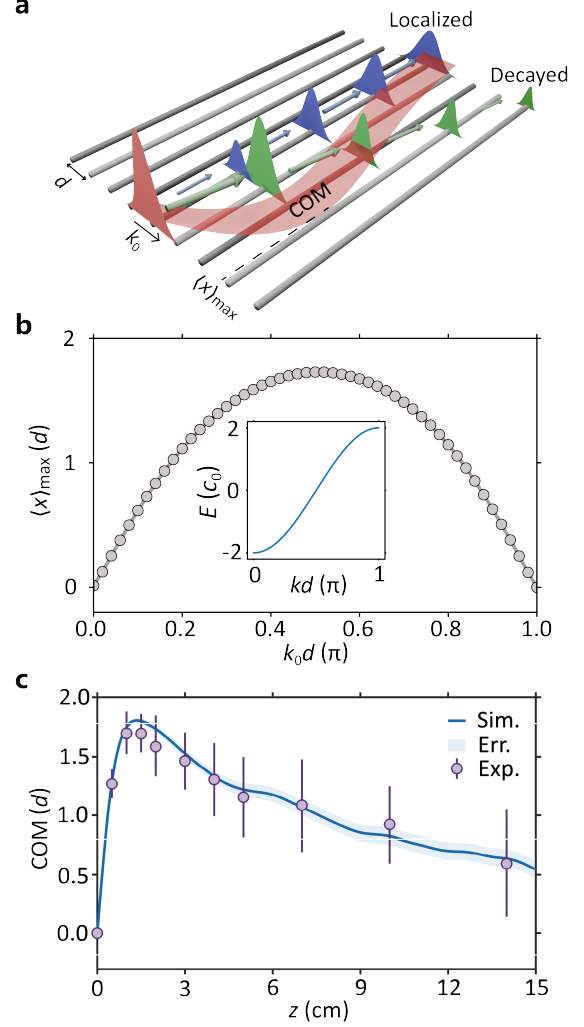 a
Localized
Decayed
d
k₀
COM
⟨x⟩max
b
2
1
0
⟨x⟩max (d)
2
0
-2
E (c₀)
0
1
kd (π)
0.0
0.2
0.4
0.6
0.8
1.0
k₀d (π)
c
2.0
1.5
1.0
0.5
0.0
COM (d)
Sim.
Err.
Exp.
0
3
6
9
12
15
z (cm)